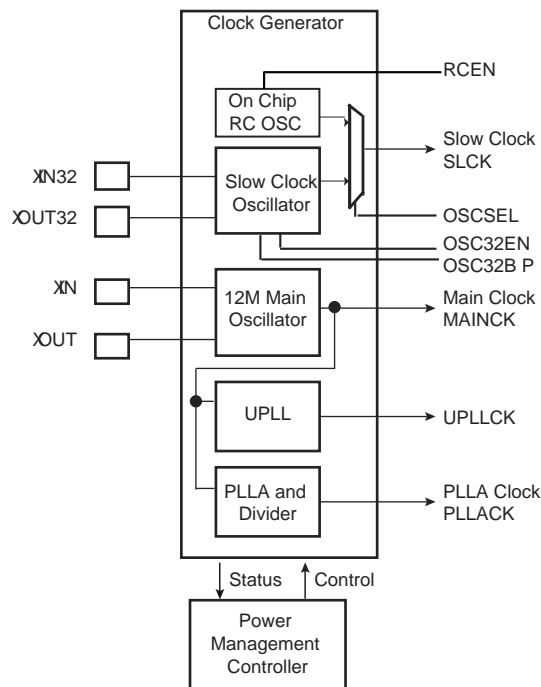 Clock Generator
RCEN
On Chip
RC OSC
Slow Clock
SLCK
XIN32
Slow Clock
Oscillator
XOUT32
OSCSEL
OSC32EN
OSC32B P
XIN
12M Main
Oscillator
Main Clock
MAINCK
XOUT
UPLL
UPLLCK
PLLA and
Divider
PLLA Clock
PLLACK
Status
Control
Power
Management
Controller